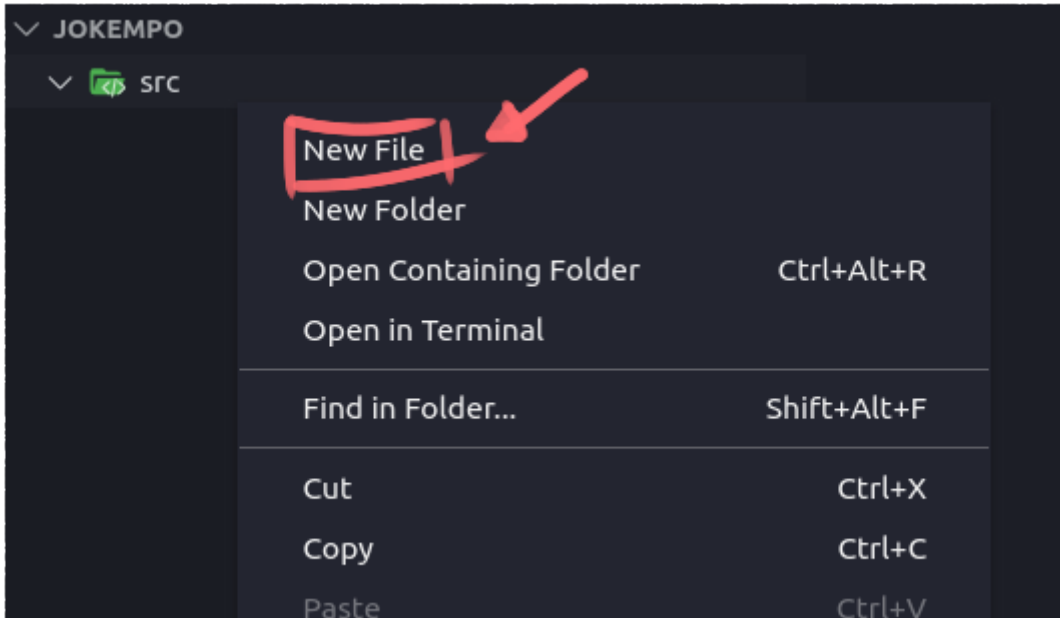 JOKEMPO
src
New File
New Folder
Open Containing Folder Ctrl+Alt+R
Open in Terminal
Find in Folder... Shift+Alt+F
Cut Ctrl+X
Copy Ctrl+C
Paste Ctrl+V